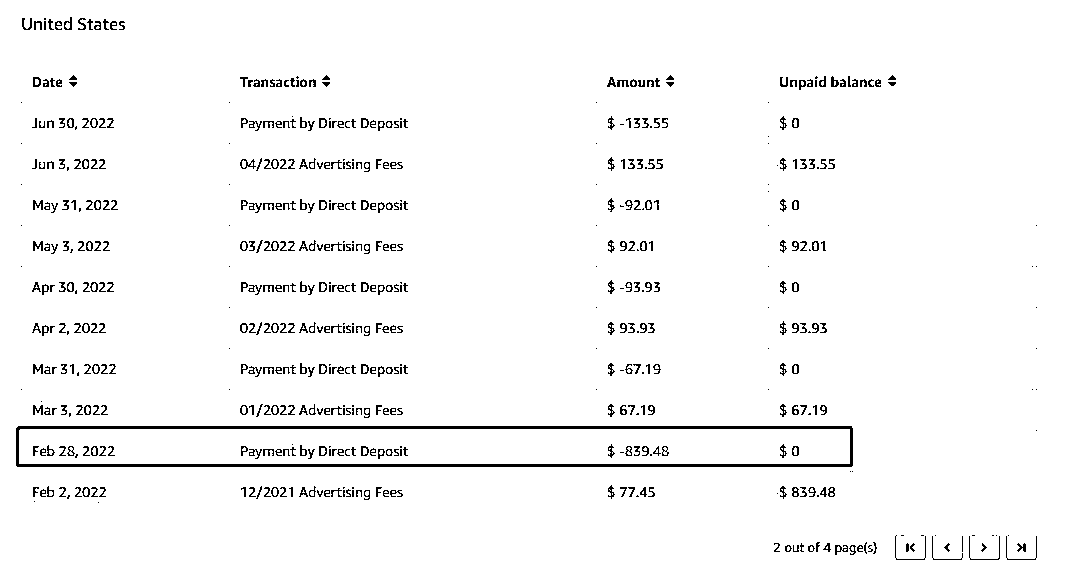 United States
Date Transaction Amount Unpaid balance
Jun 30, 2022 Payment by Direct Deposit $ -133.55 $ 0
Jun 3, 2022 04/2022 Advertising Fees $ 133.55 $ 133.55
May 31, 2022 Payment by Direct Deposit $ -92.01 $ 0
May 3, 2022 03/2022 Advertising Fees $ 92.01 $ 92.01
Apr 30, 2022 Payment by Direct Deposit $ -93.93 $ 0
Apr 2, 2022 02/2022 Advertising Fees $ 93.93 $ 93.93
Mar 31, 2022 Payment by Direct Deposit $ -67.19 $ 0
Mar 3, 2022 01/2022 Advertising Fees $ 67.19 $ 67.19
Feb 28, 2022 Payment by Direct Deposit $ -839.48 $ 0
Feb 2, 2022 12/2021 Advertising Fees $ 77.45 $ 839.48
2 out of 4 page(s)